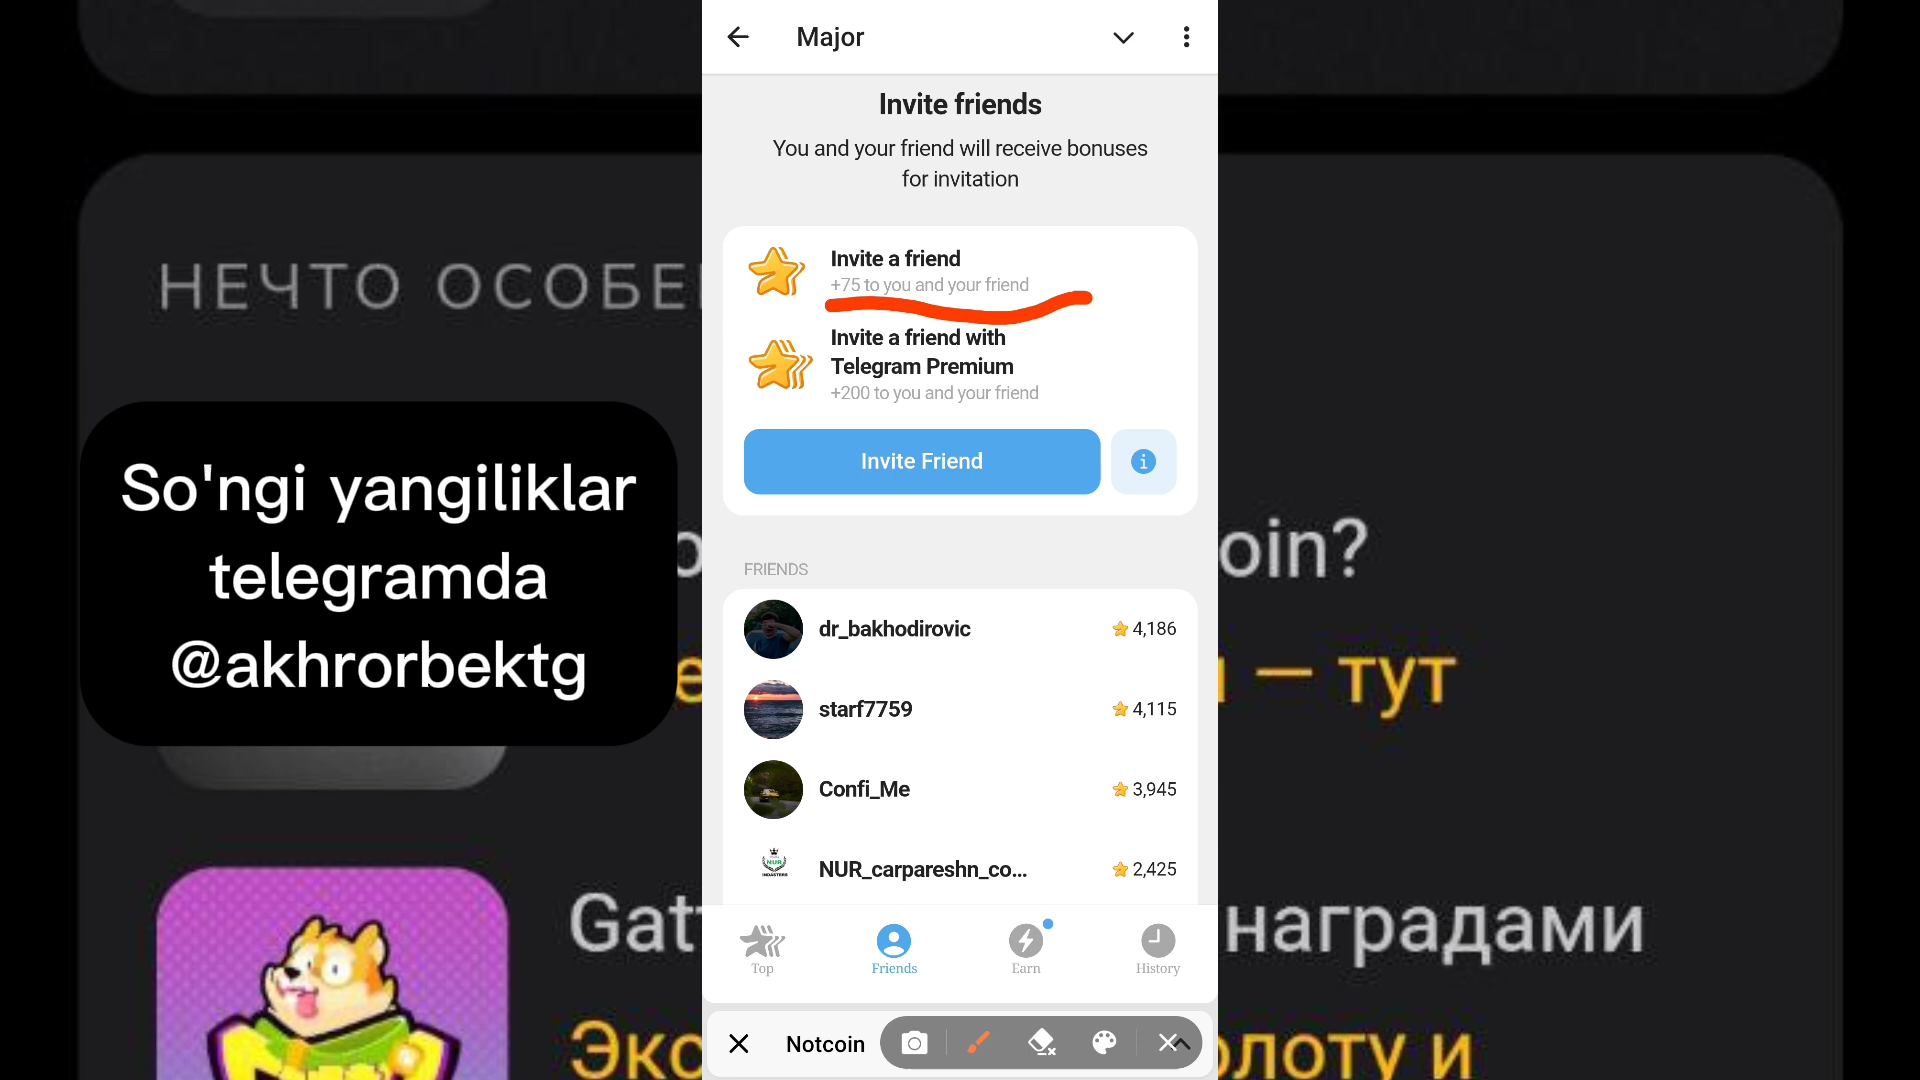 Major
Invite friends
You and your friend will receive bonuses
for invitation
Invite a friend
+75 to you and your friend
Invite a friend with
Telegram Premium
+200 to you and your friend
Invite Friend
FRIENDS
dr_bakhodirovic 4,186
starf7759 4,115
Confi_Me 3,945
NUR_carpareshn_co... 2,425
Top
Friends
Earn
History
Notcoin
So'ngi yangiliklar
telegramda
@akhrorbektg
НЕЧТО ОСОБЕ
oin?
— тут
Gat
наградами
Экс
олоту и